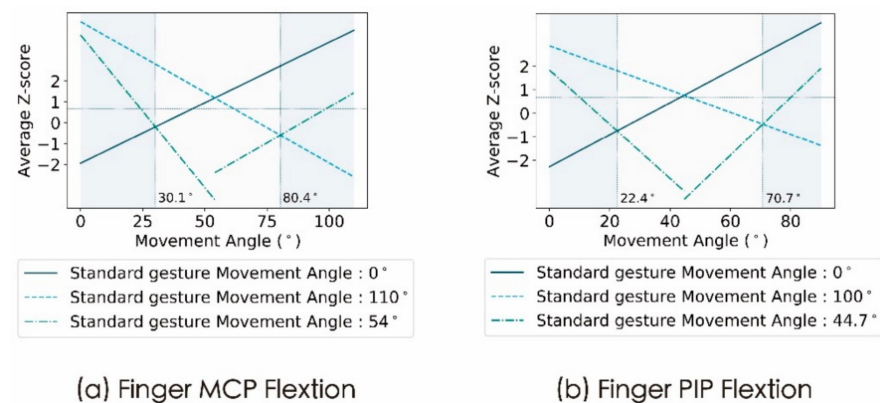 Average Z-score
2
1
0
−1
−2
30.1°
80.4°
0
25
50
75
100
Movement Angle (°)
Standard gesture Movement Angle : 0°
Standard gesture Movement Angle : 110°
Standard gesture Movement Angle : 54°
(a) Finger MCP Flextion
Average Z-score
2
1
0
−1
−2
22.4°
70.7°
0
20
40
60
80
Movement Angle (°)
Standard gesture Movement Angle : 0°
Standard gesture Movement Angle : 100°
Standard gesture Movement Angle : 44.7°
(b) Finger PIP Flextion